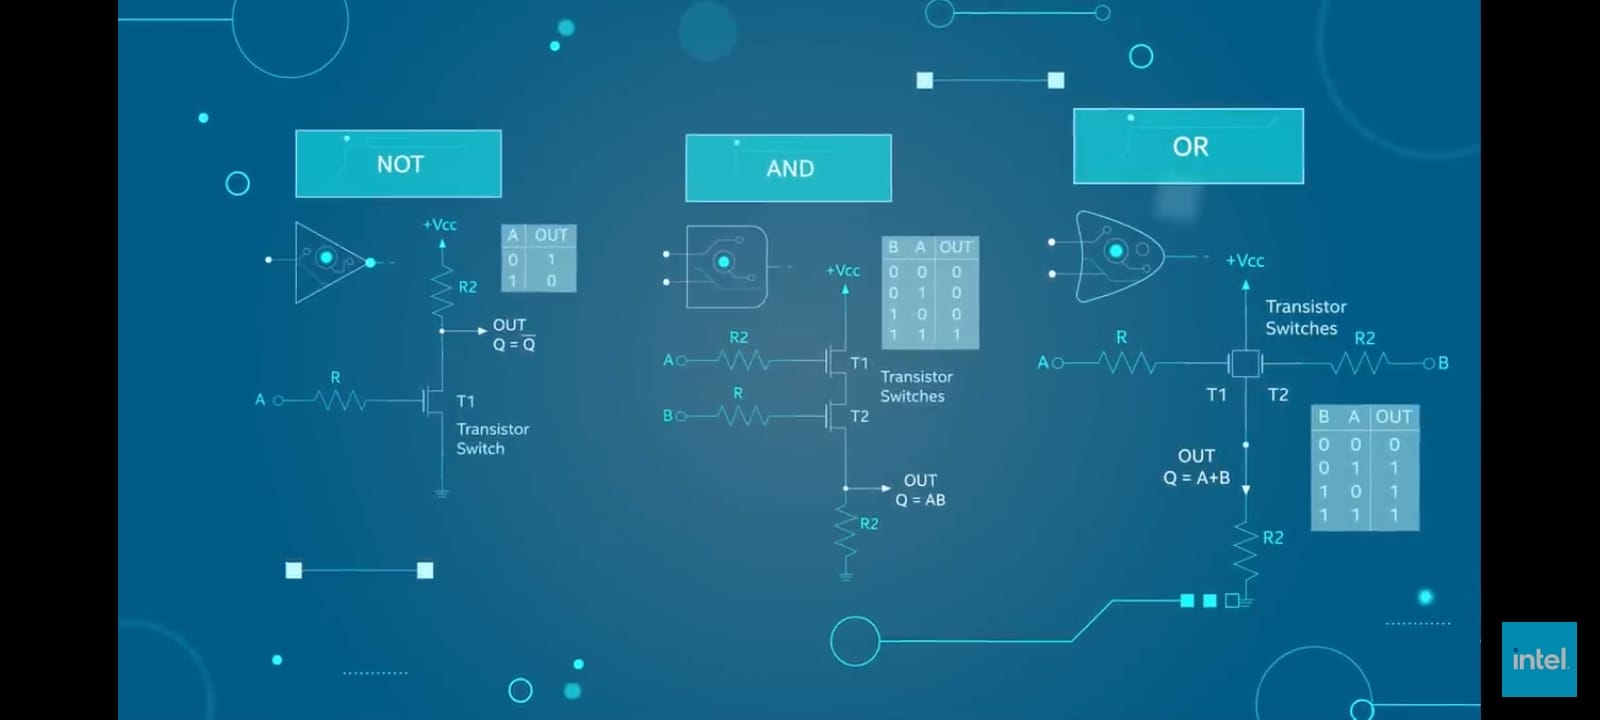 NOT
+Vcc
A OUT
0 1
1 0
R2
OUT
Q = Q̅
R
A
T1
Transistor
Switch
AND
B A OUT
0 0 0
0 1 0
1 0 0
1 1 1
+Vcc
R2
A
T1
Transistor
Switches
R
B
T2
OUT
Q = AB
R2
OR
+Vcc
Transistor
Switches
R
R2
A
B
T1
T2
B A OUT
0 0 0
0 1 1
1 0 1
1 1 1
OUT
Q = A+B
R2
intel.